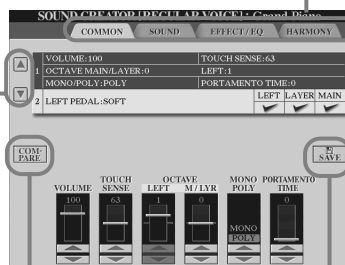 SOUND CREATOR [REGULAR VOICE] : Grand Piano
COMMON SOUND EFFECT / EQ HARMONY
1 VOLUME:100 TOUCH SENSE:63
OCTAVE MAIN/LAYER:0 LEFT:1
MONO/POLY:POLY PORTAMENTO TIME:0
2 LEFT PEDAL:SOFT LEFT LAYER MAIN
COM-
PARE
SAVE
VOLUME TOUCH SENSE OCTAVE LEFT M / LYR MONO POLY PORTAMENTO TIME
100 63 1 0 0
MONO
POLY